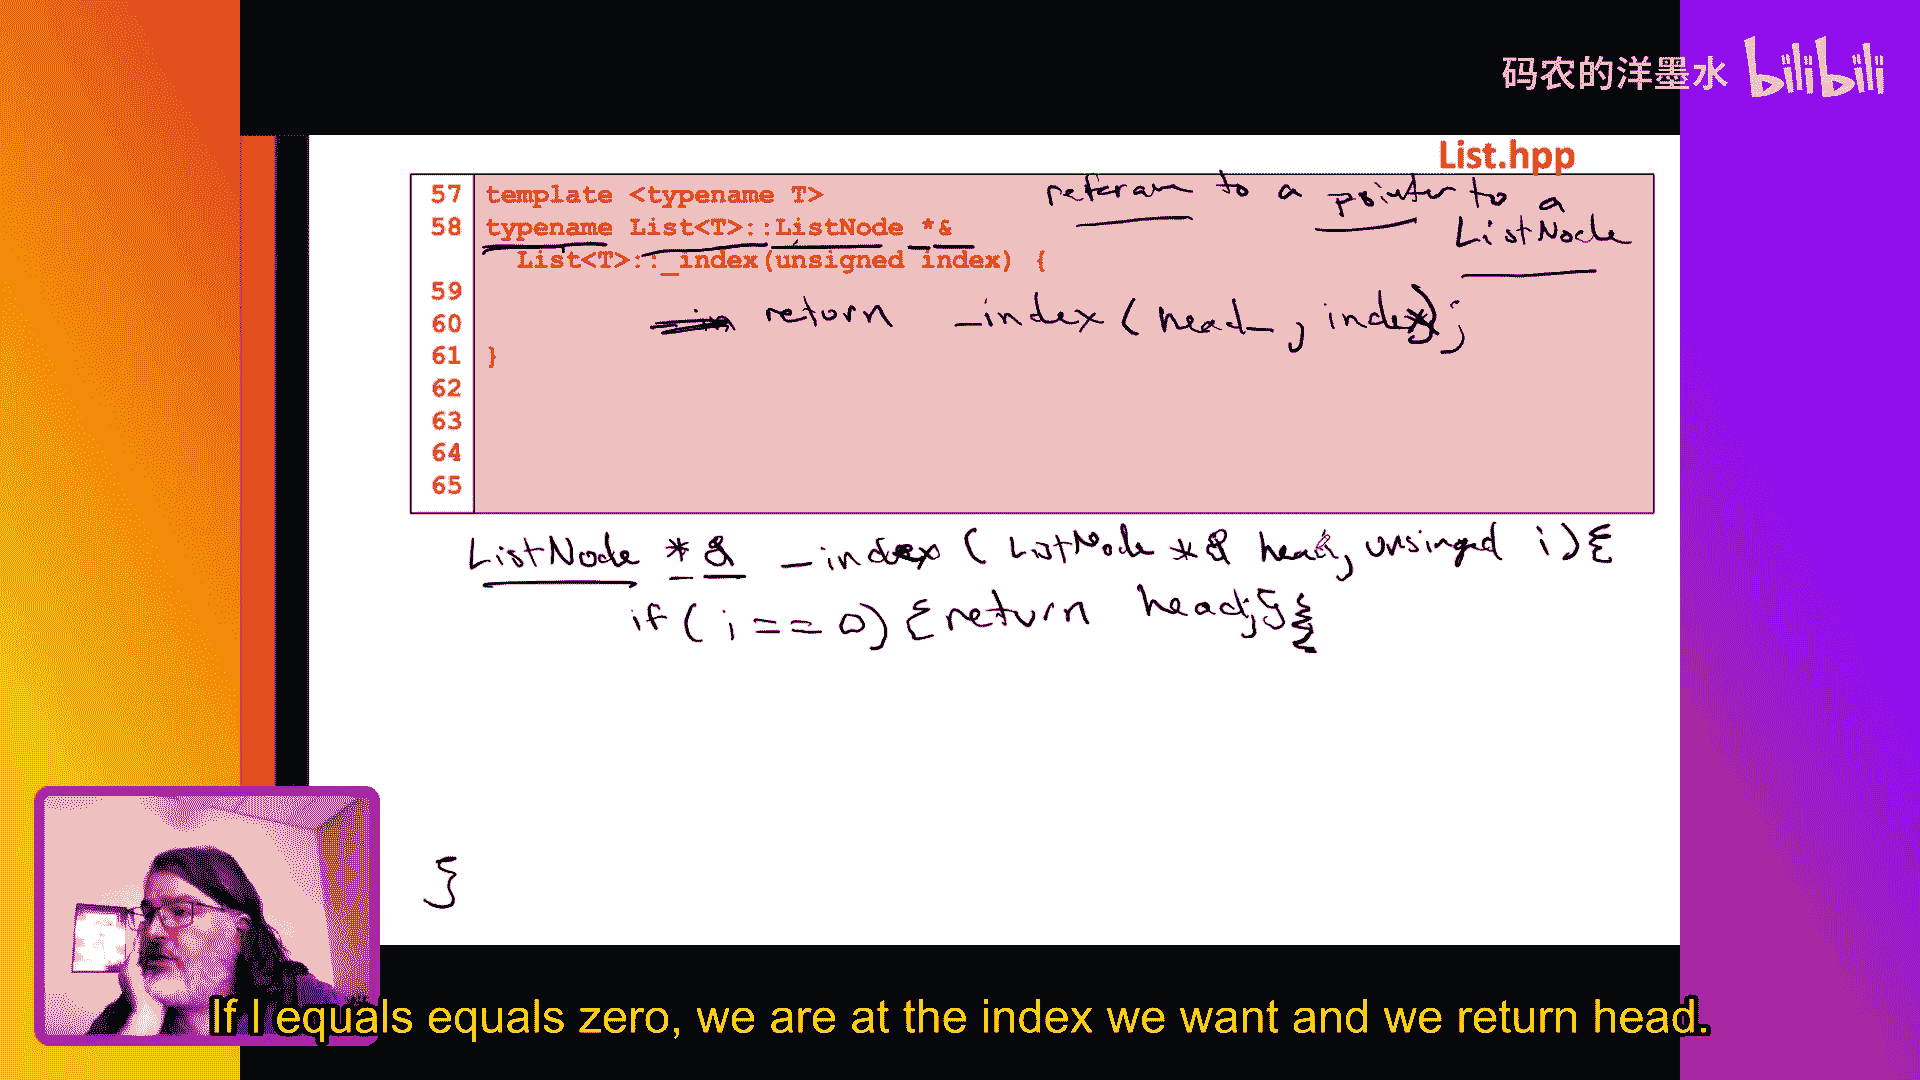 码农的洋墨水 bilibili
List.hpp
57 template <typename T>
58 typename List<T>::ListNode *&
List<T>::_index(unsigned index) {
59
60
61 }
62
63
64
65
to a pointer to a
ListNode
return _index(head_, index);
ListNode *& _index (ListNode *& head, unsinged i){
if(i==0){return head;}
}
If I equals equals zero, we are at the index we want and we return head.